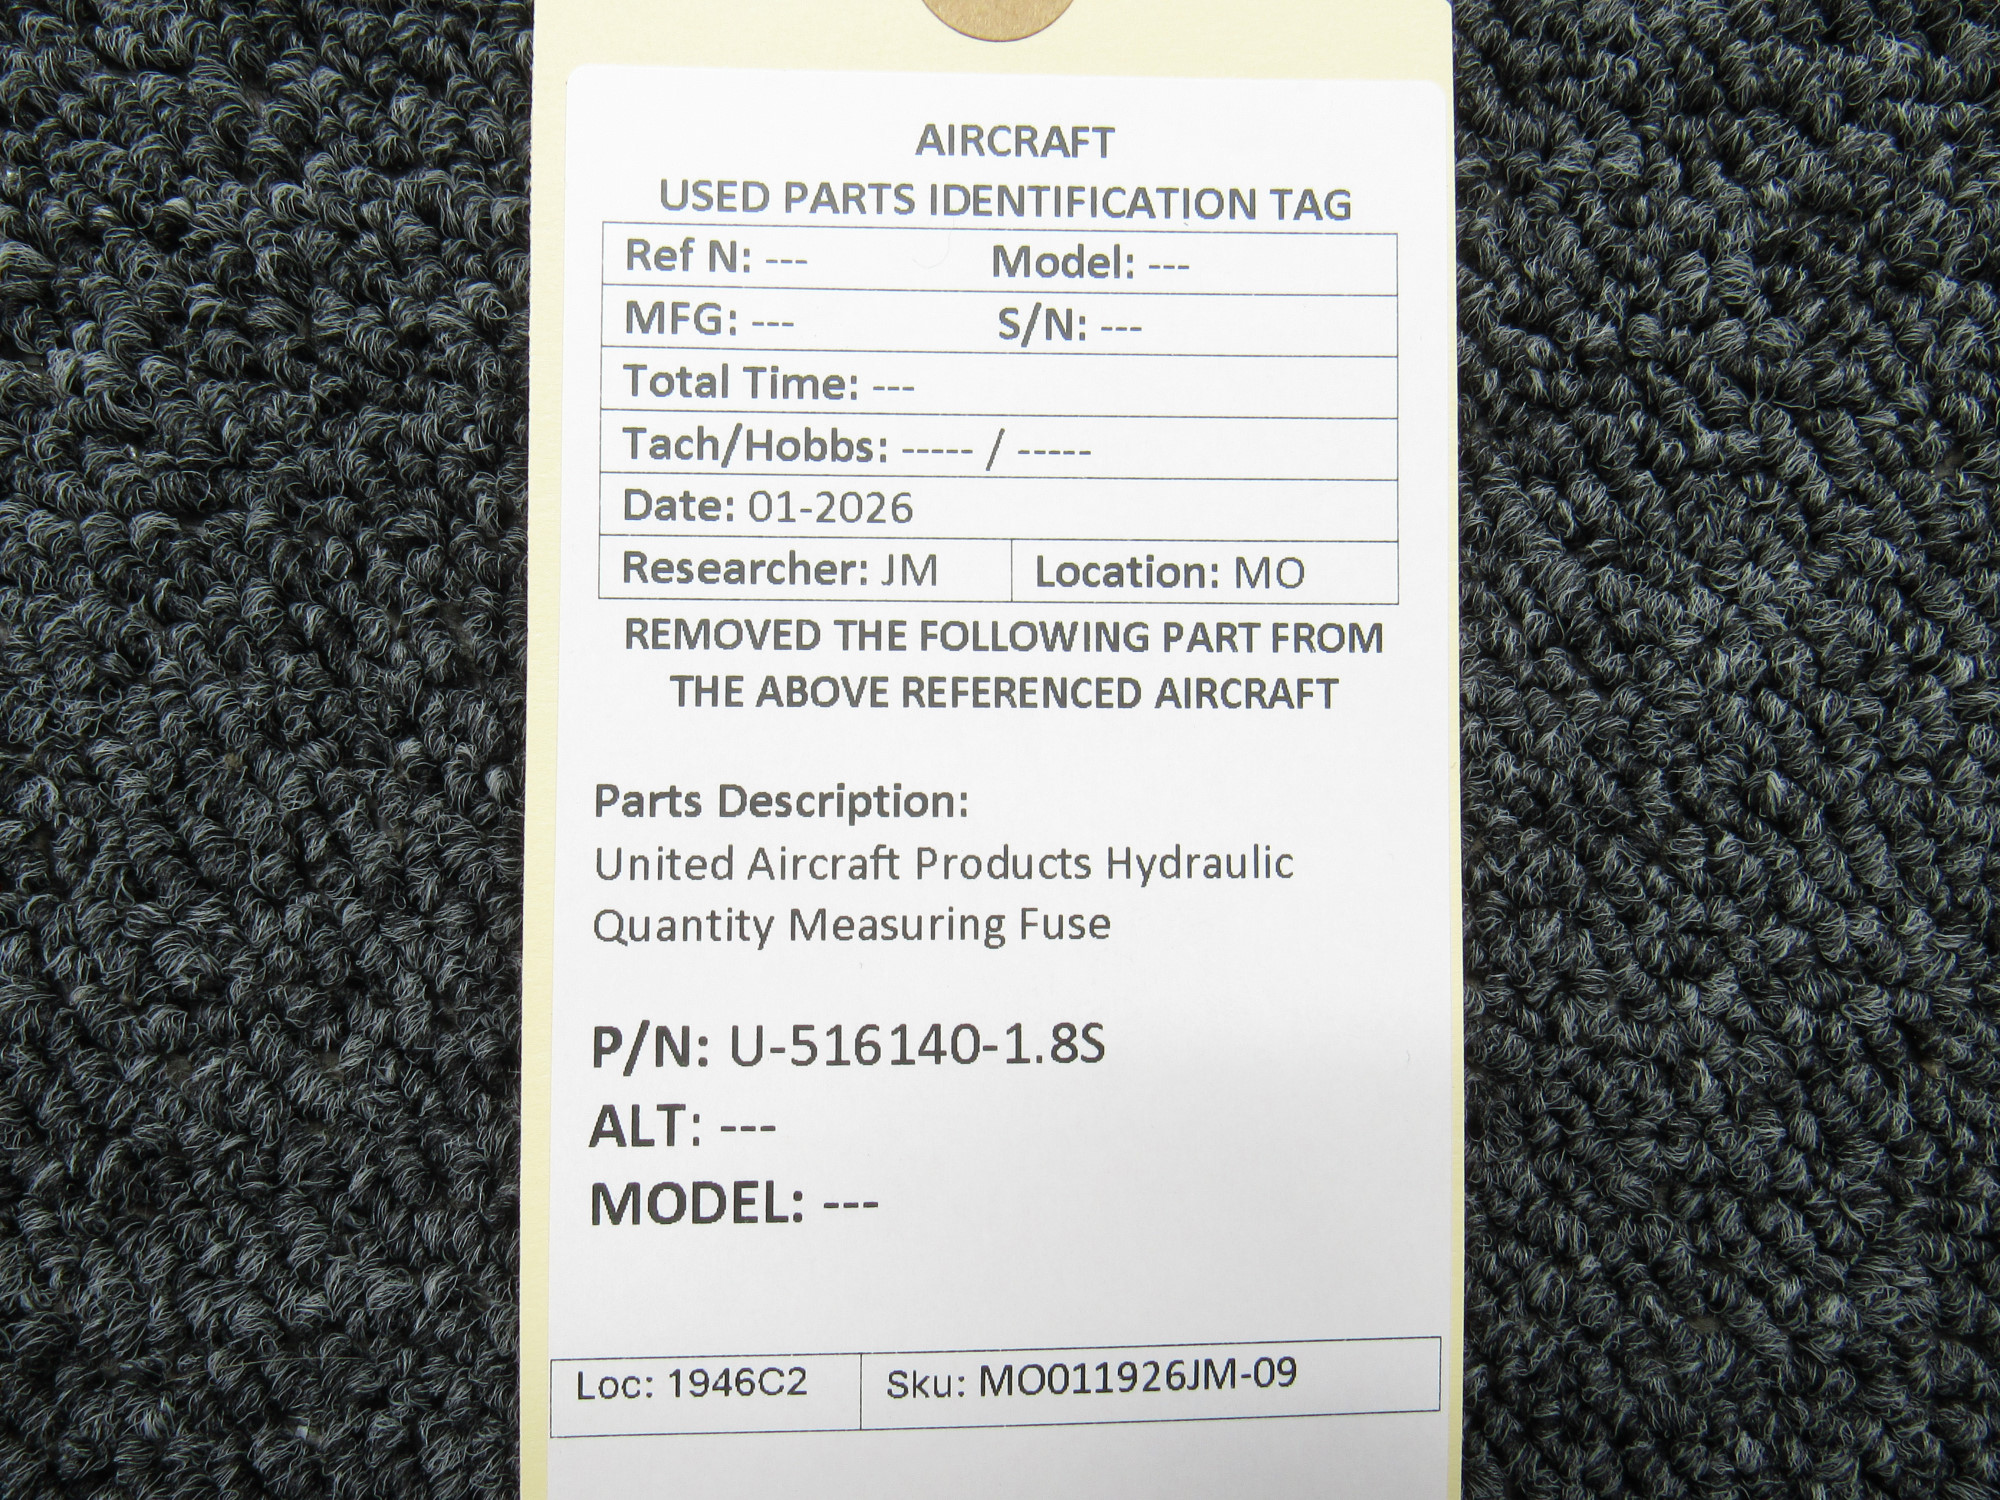 AIRCRAFT
USED PARTS IDENTIFICATION TAG
Ref N: --- Model: ---
MFG: --- S/N: ---
Total Time: ---
Tach/Hobbs: ----- / -----
Date: 01-2026
Researcher: JM Location: MO
REMOVED THE FOLLOWING PART FROM
THE ABOVE REFERENCED AIRCRAFT
Parts Description:
United Aircraft Products Hydraulic
Quantity Measuring Fuse
P/N: U-516140-1.8S
ALT: ---
MODEL: ---
Loc: 1946C2 Sku: MO011926JM-09